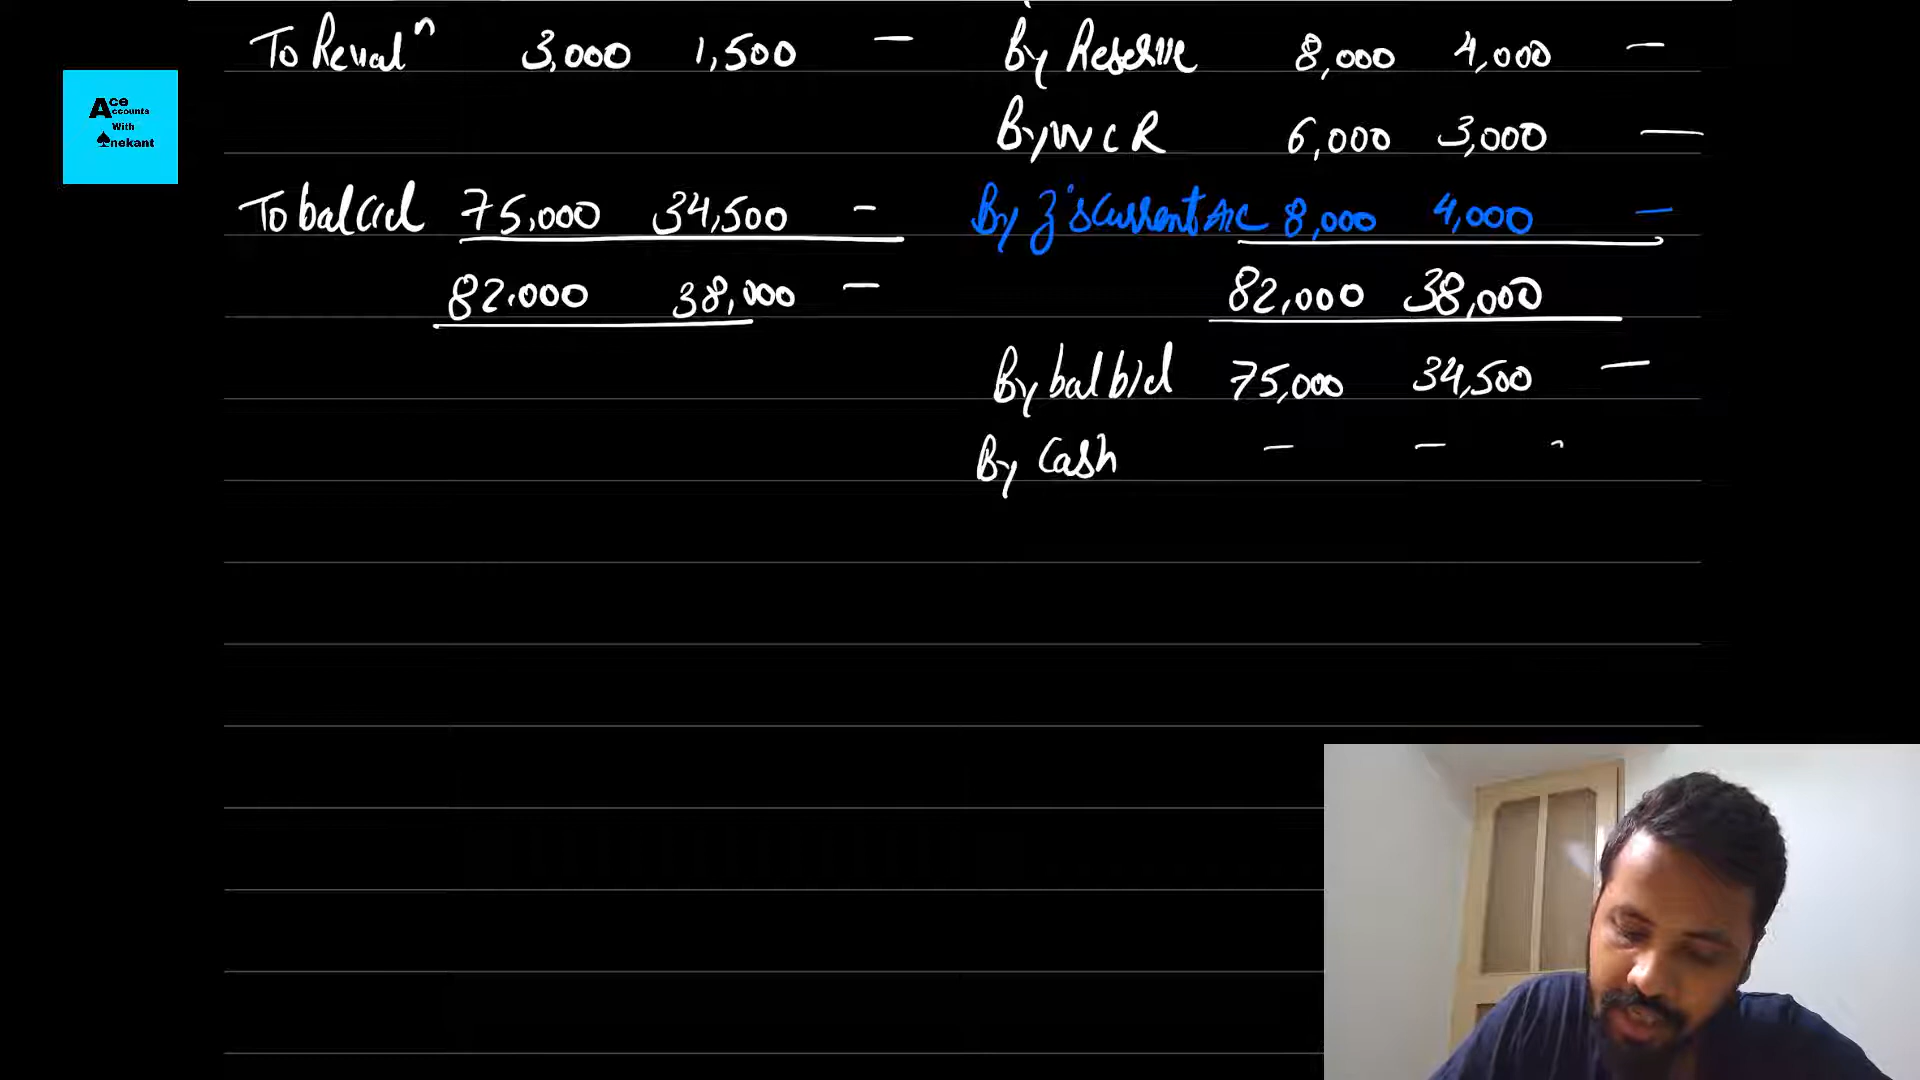 To Revalⁿ 3,000 1,500 — By Reserve 8,000 4,000 —
Ace
Accounts
With
Anekant
By W C R 6,000 3,000 —
To bal c/d 75,000 34,500 — By Z's Current A/c 8,000 4,000 —
82,000 38,000 — 82,000 38,000
By bal b/d 75,000 34,500 —
By Cash — —